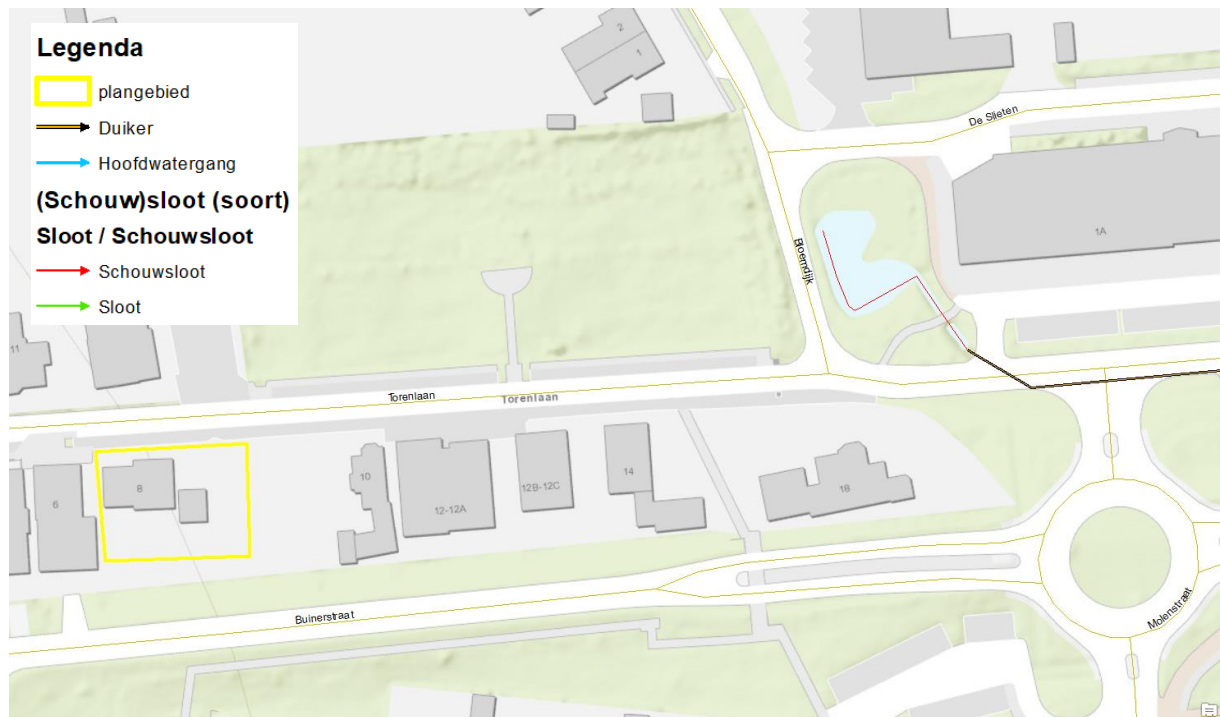 Legenda
plangebied
Duiker
Hoofdwatergang
(Schouw)sloot (soort)
Sloot / Schouwsloot
Schouwsloot
Sloot
2
1
De Slieten
1A
Bloemdijk
11
Torenlaan
Torenlaan
6
8
10
12-12A
12B-12C
14
18
Buinerstraat
Molenstraat